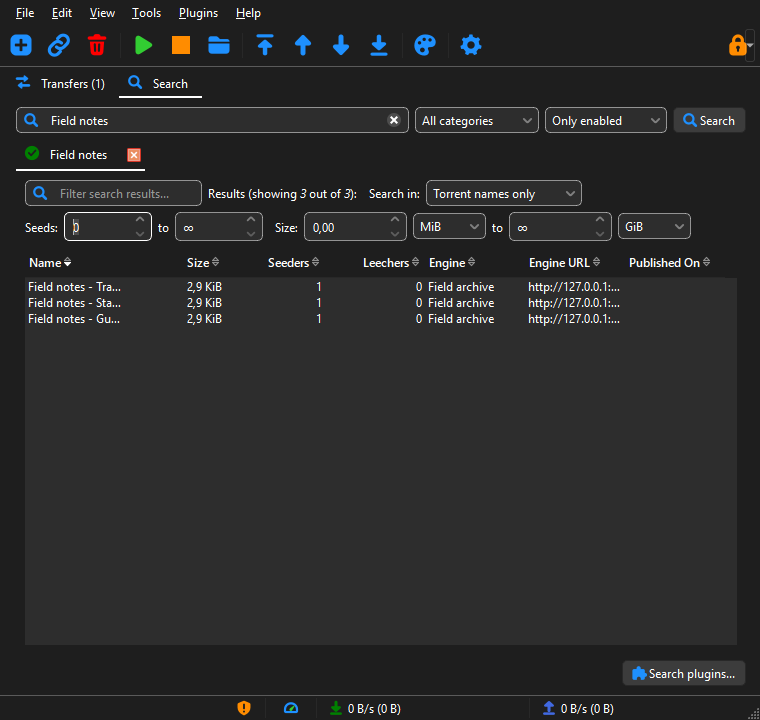 File Edit View Tools Plugins Help
Transfers (1) Search
Field notes All categories Only enabled Search
Field notes
Filter search results... Results (showing 3 out of 3): Search in: Torrent names only
Seeds: 0 to ∞ Size: 0,00 MiB to ∞ GiB
Name Size Seeders Leechers Engine Engine URL Published On
Field notes - Tra... 2,9 KiB 1 0 Field archive http://127.0.0.1:...
Field notes - Sta... 2,9 KiB 1 0 Field archive http://127.0.0.1:...
Field notes - Gu... 2,9 KiB 1 0 Field archive http://127.0.0.1:...
Search plugins...
0 B/s (0 B) 0 B/s (0 B)